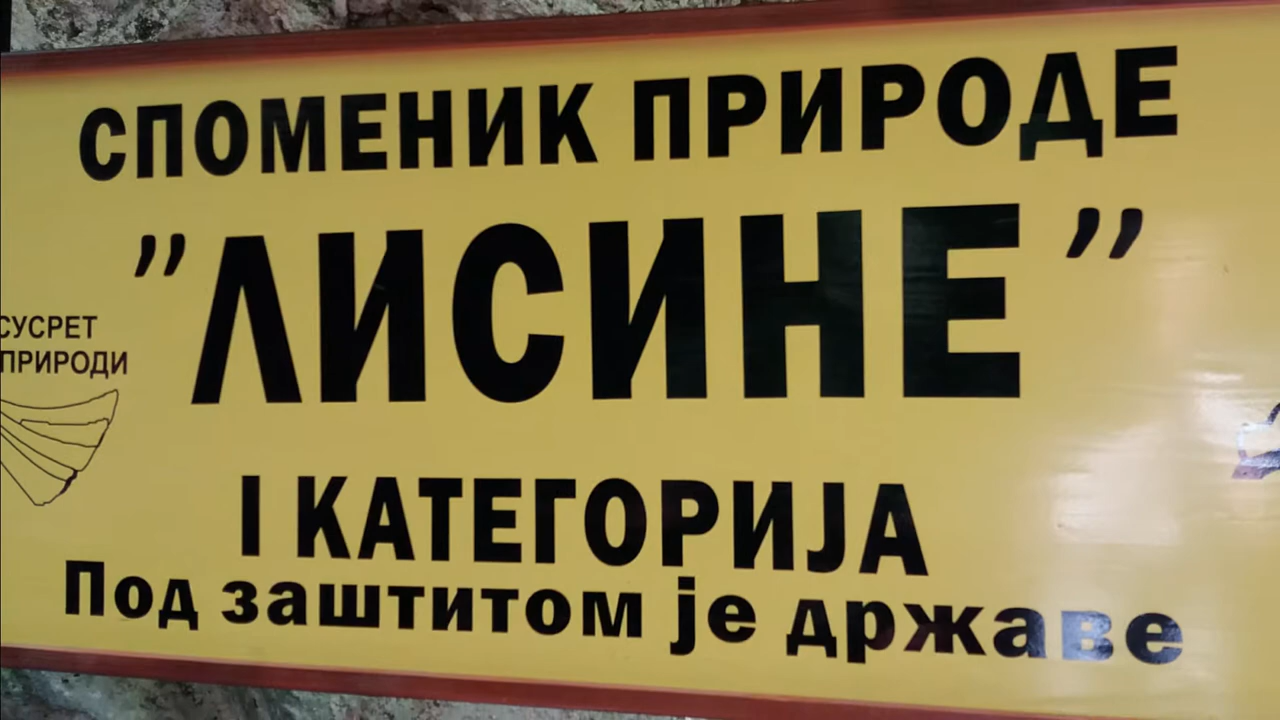 СПОМЕНИК ПРИРОДЕ
”ЛИСИНЕ”
СУСРЕТ
ПРИРОДИ
I КАТЕГОРИЈА
Под заштитом је државе